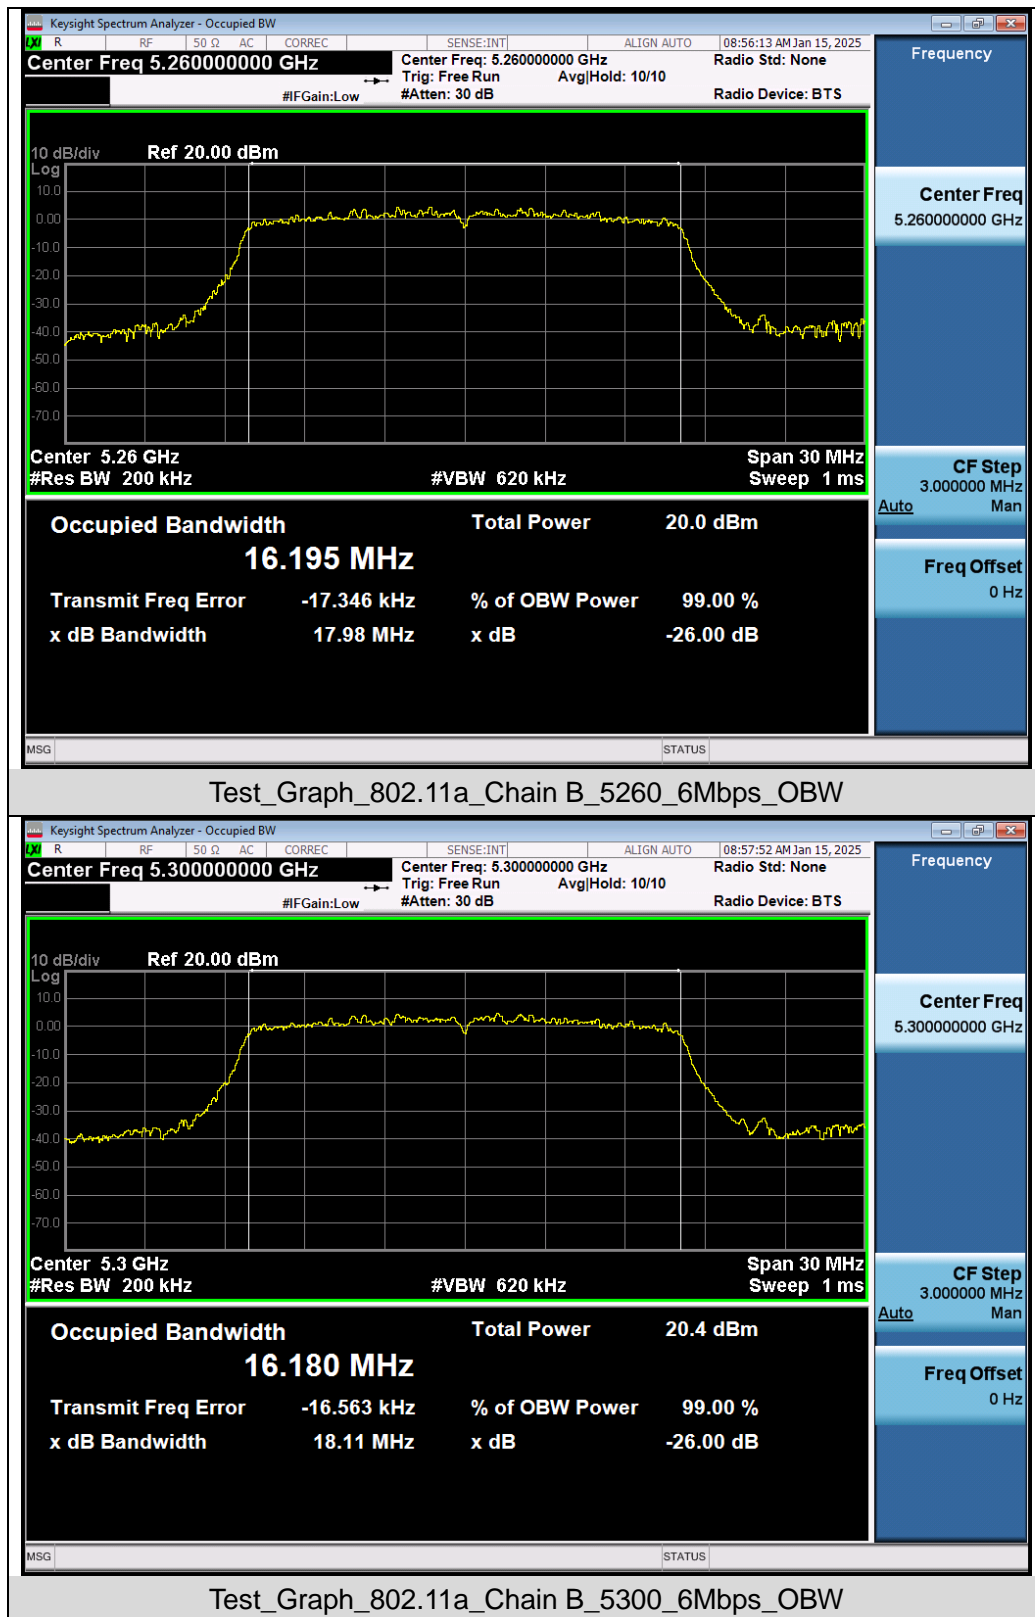 Keysight Spectrum Analyzer - Occupied BW
LXI R RF 50 Ω AC CORREC SENSE:INT ALIGN AUTO 08:56:13 AM Jan 15, 2025
Center Freq 5.260000000 GHz
Center Freq: 5.260000000 GHz Radio Std: None
Trig: Free Run Avg|Hold: 10/10
#IFGain:Low #Atten: 30 dB Radio Device: BTS
Frequency
10 dB/div Ref 20.00 dBm
Log
10.0
0.00
-10.0
-20.0
-30.0
-40.0
-50.0
-60.0
-70.0
Center Freq
5.260000000 GHz
Center 5.26 GHz Span 30 MHz
#Res BW 200 kHz #VBW 620 kHz Sweep 1 ms
CF Step
3.000000 MHz
Auto Man
Occupied Bandwidth Total Power 20.0 dBm
16.195 MHz
Freq Offset
0 Hz
Transmit Freq Error -17.346 kHz % of OBW Power 99.00 %
x dB Bandwidth 17.98 MHz x dB -26.00 dB
MSG STATUS
Test_Graph_802.11a_Chain B_5260_6Mbps_OBW
Keysight Spectrum Analyzer - Occupied BW
LXI R RF 50 Ω AC CORREC SENSE:INT ALIGN AUTO 08:57:52 AM Jan 15, 2025
Center Freq 5.300000000 GHz
Center Freq: 5.300000000 GHz Radio Std: None
Trig: Free Run Avg|Hold: 10/10
#IFGain:Low #Atten: 30 dB Radio Device: BTS
Frequency
10 dB/div Ref 20.00 dBm
Log
10.0
0.00
-10.0
-20.0
-30.0
-40.0
-50.0
-60.0
-70.0
Center Freq
5.300000000 GHz
Center 5.3 GHz Span 30 MHz
#Res BW 200 kHz #VBW 620 kHz Sweep 1 ms
CF Step
3.000000 MHz
Auto Man
Occupied Bandwidth Total Power 20.4 dBm
16.180 MHz
Freq Offset
0 Hz
Transmit Freq Error -16.563 kHz % of OBW Power 99.00 %
x dB Bandwidth 18.11 MHz x dB -26.00 dB
MSG STATUS
Test_Graph_802.11a_Chain B_5300_6Mbps_OBW